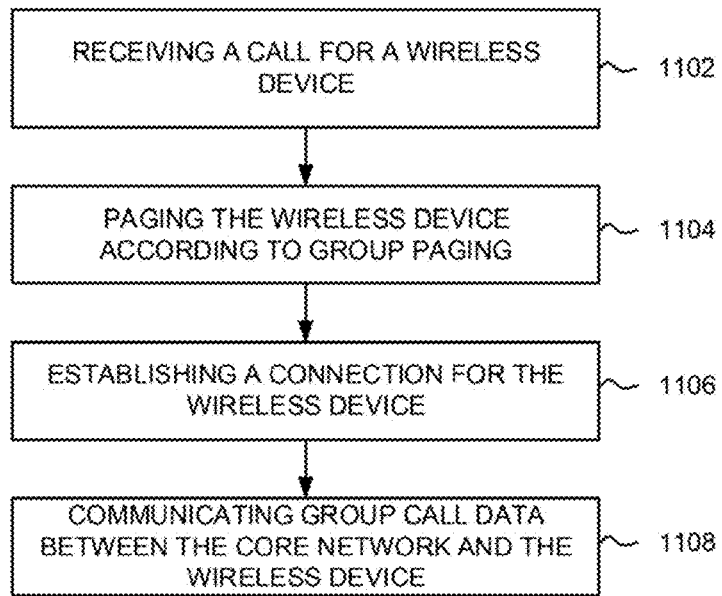 RECEIVING A CALL FOR A WIRELESS
DEVICE
1102
PAGING THE WIRELESS DEVICE
ACCORDING TO GROUP PAGING
1104
ESTABLISHING A CONNECTION FOR THE
WIRELESS DEVICE
1106
COMMUNICATING GROUP CALL DATA
BETWEEN THE CORE NETWORK AND THE
WIRELESS DEVICE
1108